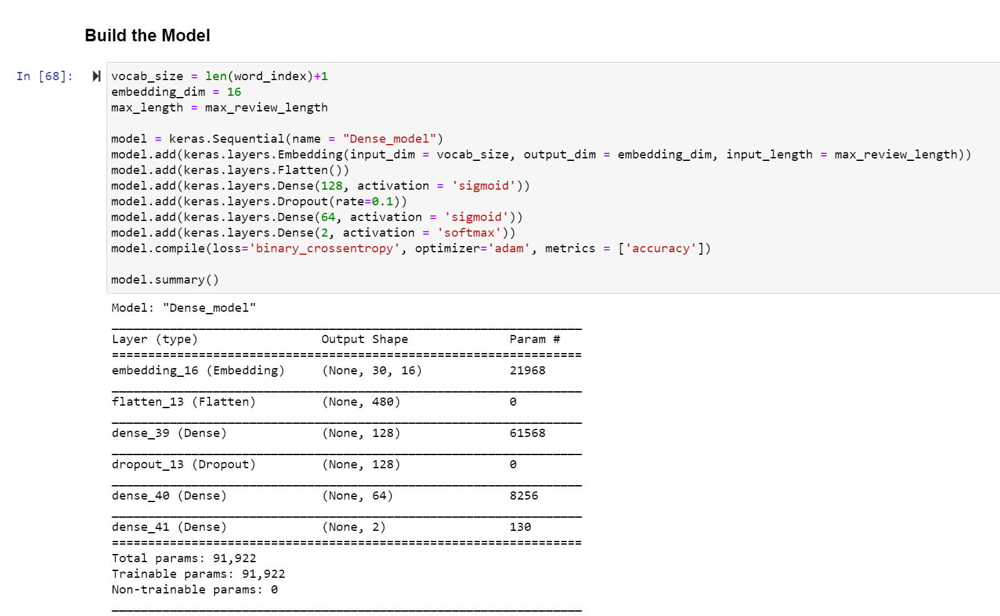 Build the Model
In [68]:
vocab_size = len(word_index)+1
embedding_dim = 16
max_length = max_review_length
model = keras.Sequential(name = "Dense_model")
model.add(keras.layers.Embedding(input_dim = vocab_size, output_dim = embedding_dim, input_length = max_review_length))
model.add(keras.layers.Flatten())
model.add(keras.layers.Dense(128, activation = 'sigmoid'))
model.add(keras.layers.Dropout(rate=0.1))
model.add(keras.layers.Dense(64, activation = 'sigmoid'))
model.add(keras.layers.Dense(2, activation = 'softmax'))
model.compile(loss='binary_crossentropy', optimizer='adam', metrics = ['accuracy'])
model.summary()
Model: "Dense_model"
_________________________________________________________________
Layer (type)                 Output Shape              Param #
=================================================================
embedding_16 (Embedding)     (None, 30, 16)            21968
_________________________________________________________________
flatten_13 (Flatten)         (None, 480)               0
_________________________________________________________________
dense_39 (Dense)             (None, 128)               61568
_________________________________________________________________
dropout_13 (Dropout)         (None, 128)               0
_________________________________________________________________
dense_40 (Dense)             (None, 64)                8256
_________________________________________________________________
dense_41 (Dense)             (None, 2)                 130
=================================================================
Total params: 91,922
Trainable params: 91,922
Non-trainable params: 0
_________________________________________________________________